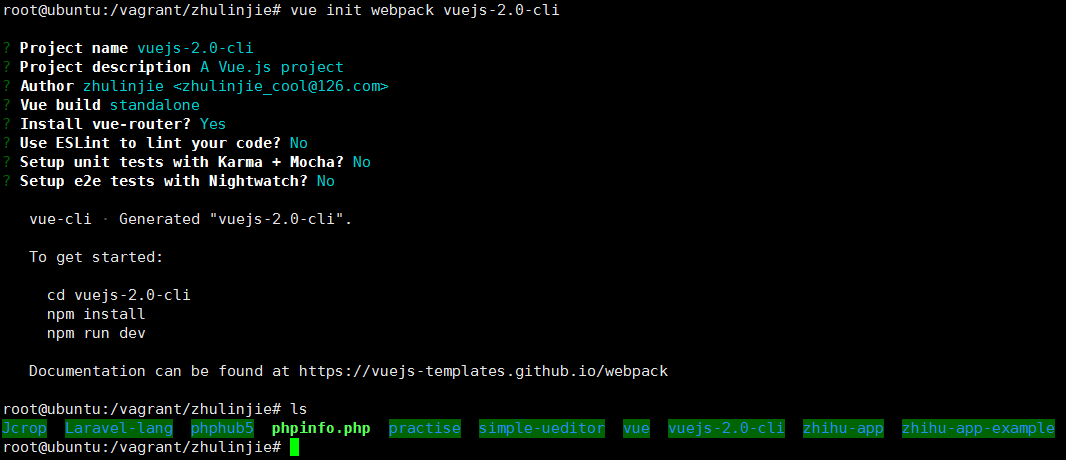 root@ubuntu:/vagrant/zhulinjie# vue init webpack vuejs-2.0-cli
? Project name vuejs-2.0-cli
? Project description A Vue.js project
? Author zhulinjie <zhulinjie_cool@126.com>
? Vue build standalone
? Install vue-router? Yes
? Use ESLint to lint your code? No
? Setup unit tests with Karma + Mocha? No
? Setup e2e tests with Nightwatch? No
vue-cli · Generated "vuejs-2.0-cli".
To get started:
cd vuejs-2.0-cli
npm install
npm run dev
Documentation can be found at https://vuejs-templates.github.io/webpack
root@ubuntu:/vagrant/zhulinjie# ls
Jcrop Laravel-lang phphub5 phpinfo.php practise simple-ueditor vue vuejs-2.0-cli zhihu-app zhihu-app-example
root@ubuntu:/vagrant/zhulinjie#